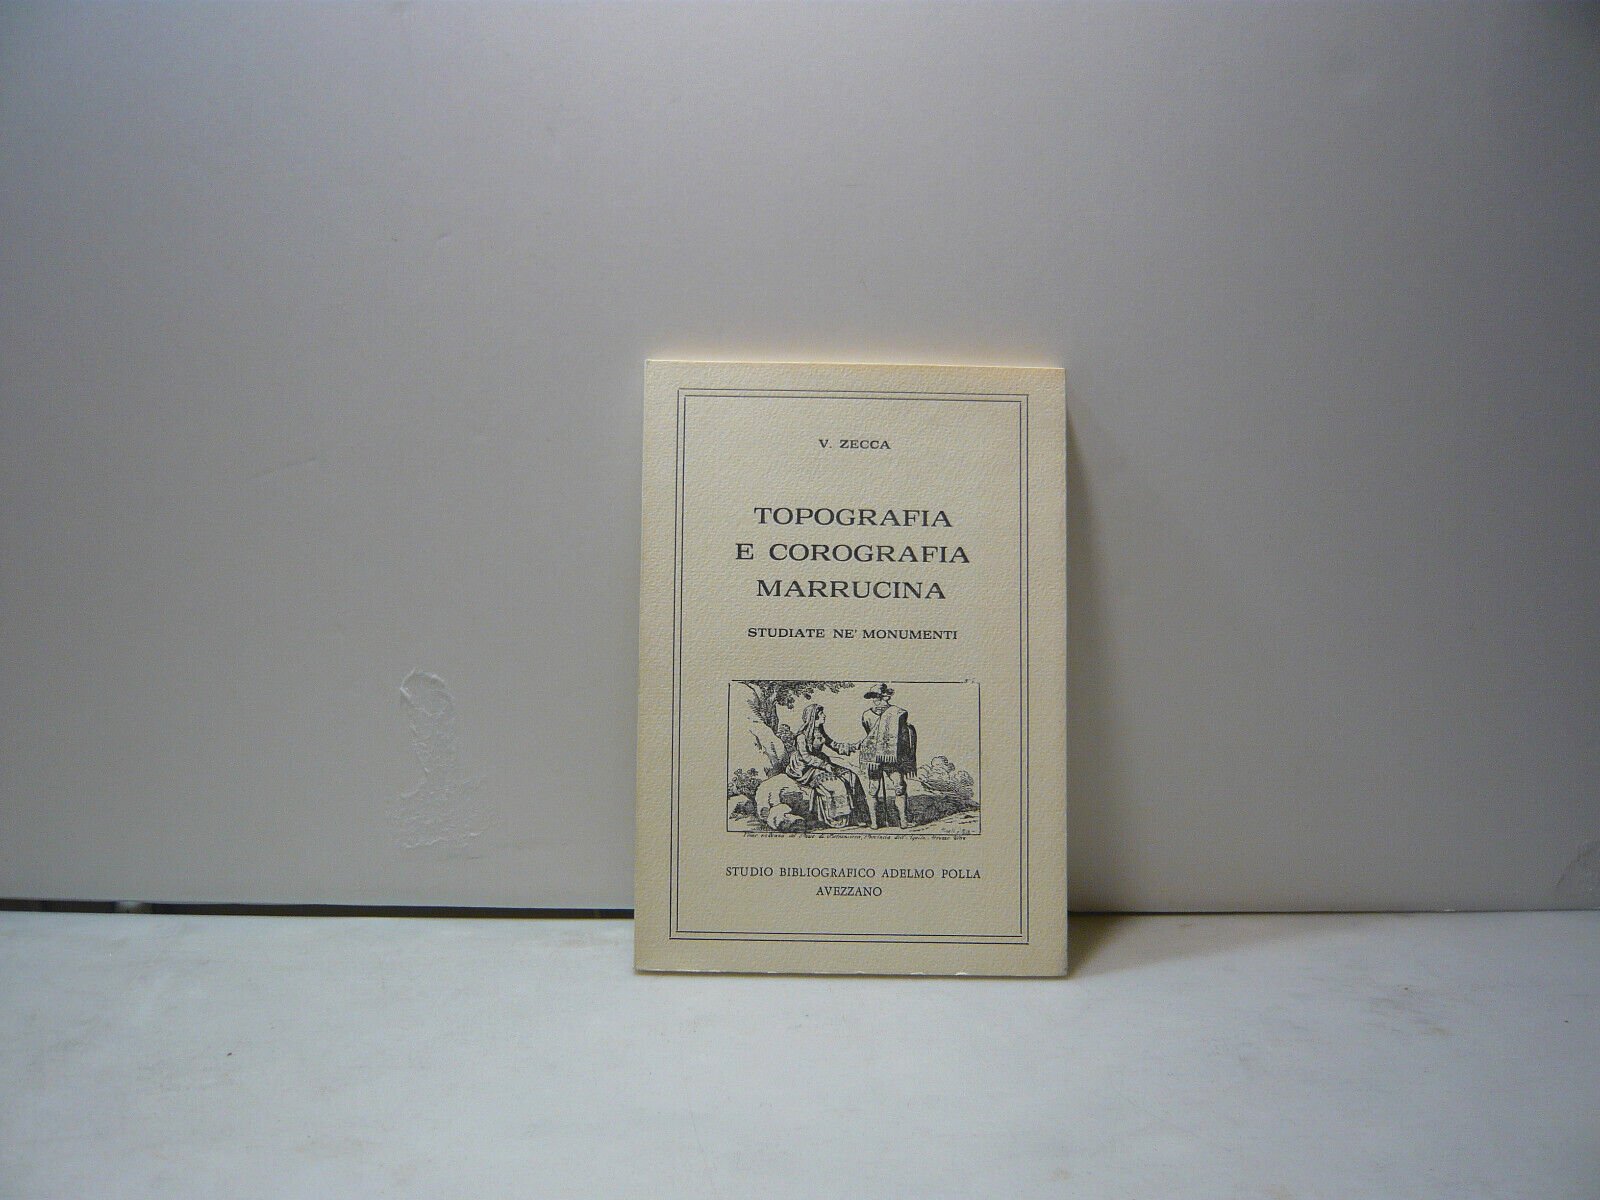 V. ZECCA
TOPOGRAFIA
E COROGRAFIA
MARRUCINA
STUDIATE NE' MONUMENTI
STUDIO BIBLIOGRAFICO ADELMO POLLA
AVEZZANO